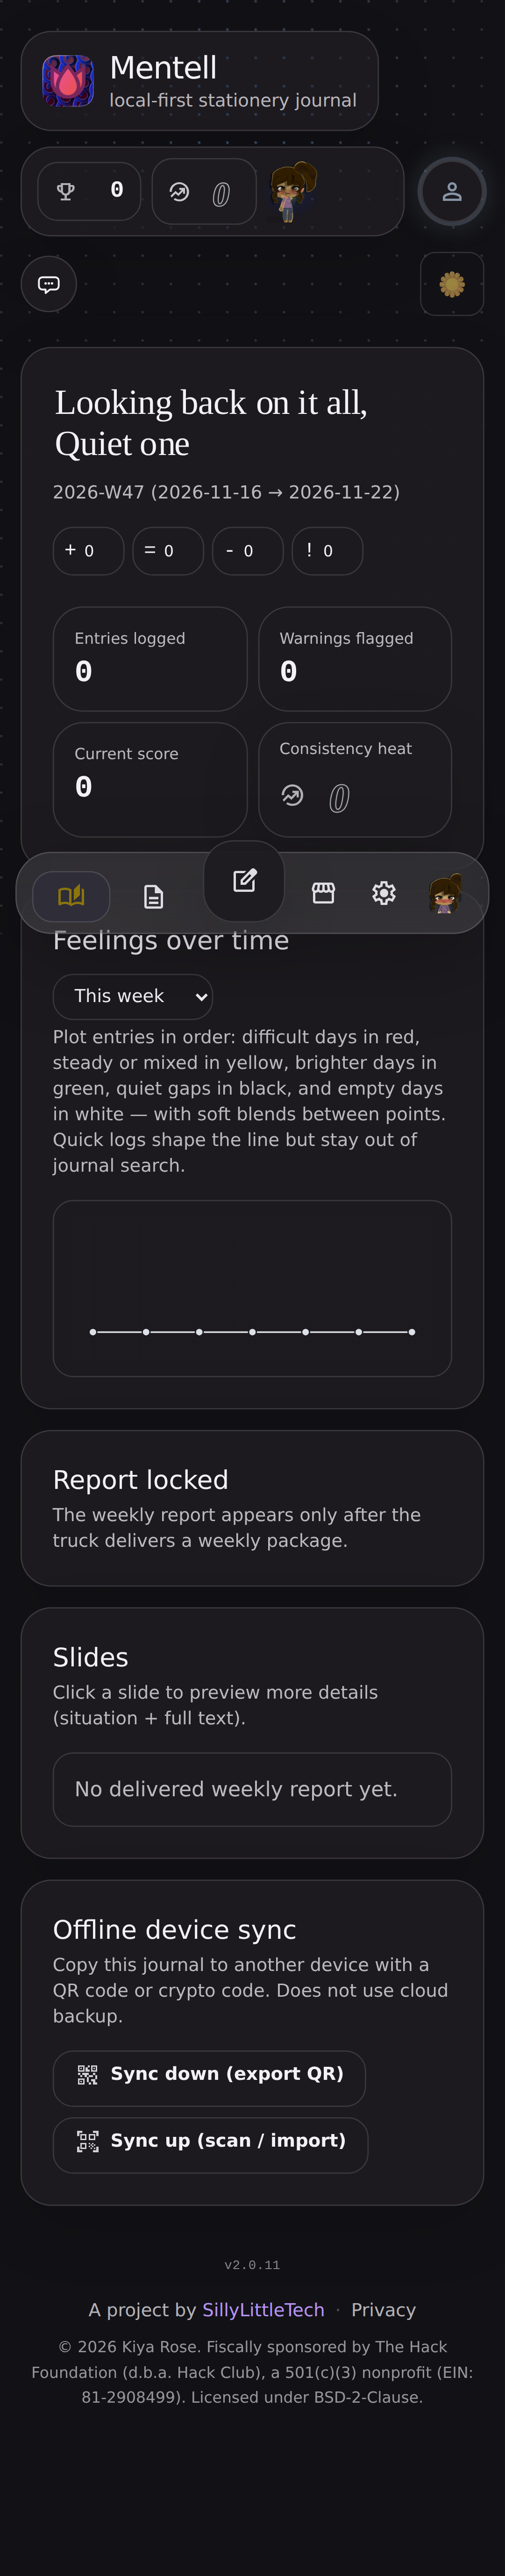 Mentell
local-first stationery journal
0
0
Looking back on it all,
Quiet one
2026-W47 (2026-11-16 → 2026-11-22)
+ 0
= 0
- 0
! 0
Entries logged
0
Warnings flagged
0
Current score
0
Consistency heat
0
Feelings over time
This week
Plot entries in order: difficult days in red,
steady or mixed in yellow, brighter days in
green, quiet gaps in black, and empty days
in white — with soft blends between points.
Quick logs shape the line but stay out of
journal search.
Report locked
The weekly report appears only after the
truck delivers a weekly package.
Slides
Click a slide to preview more details
(situation + full text).
No delivered weekly report yet.
Offline device sync
Copy this journal to another device with a
QR code or crypto code. Does not use cloud
backup.
Sync down (export QR)
Sync up (scan / import)
v2.0.11
A project by SillyLittleTech · Privacy
© 2026 Kiya Rose. Fiscally sponsored by The Hack
Foundation (d.b.a. Hack Club), a 501(c)(3) nonprofit (EIN:
81-2908499). Licensed under BSD-2-Clause.